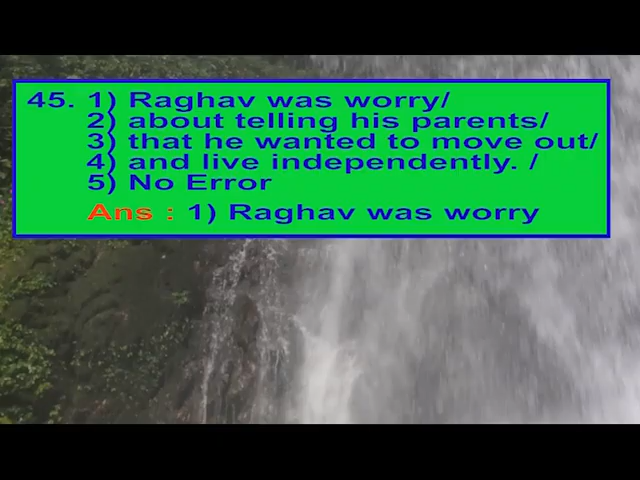 45. 1) Raghav was worry/
2) about telling his parents/
3) that he wanted to move out/
4) and live independently. /
5) No Error
Ans : 1) Raghav was worry